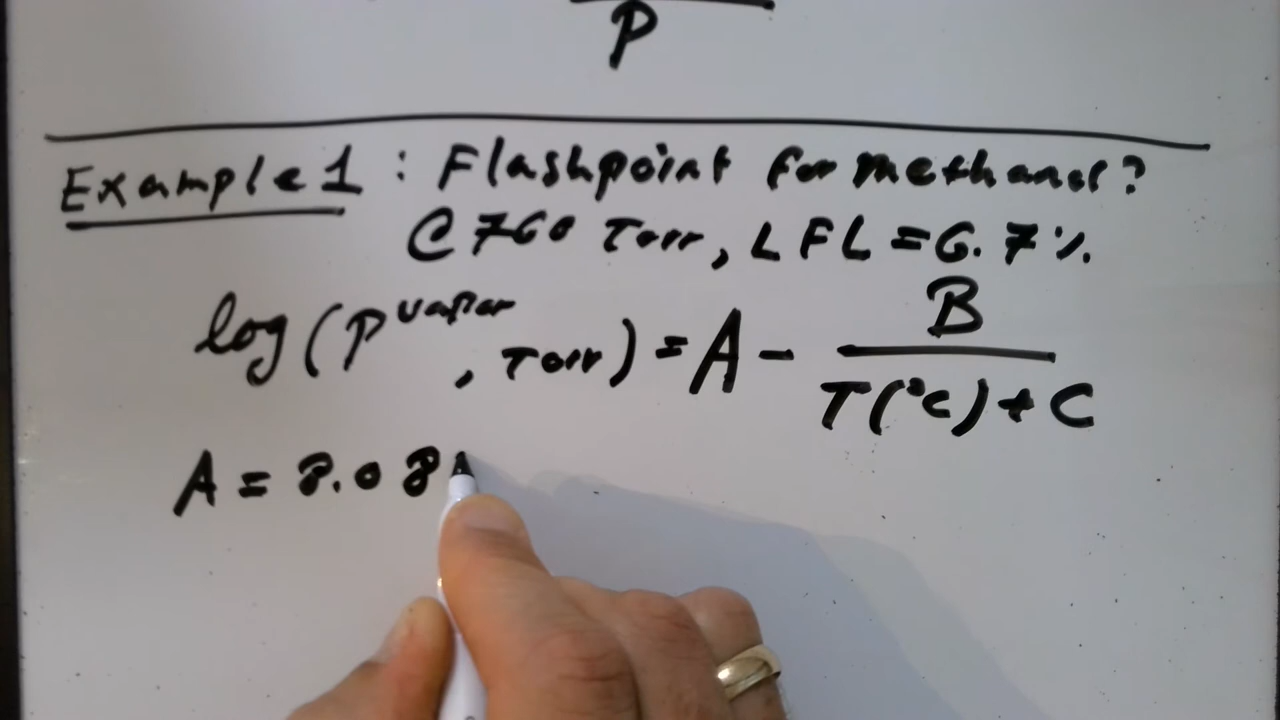 P
Example 1 : Flashpoint for methanol?
@ 760 Torr, LFL = 6.7%.
log(P^vapor, Torr) = A - B / T(°C) + C
A = 8.08